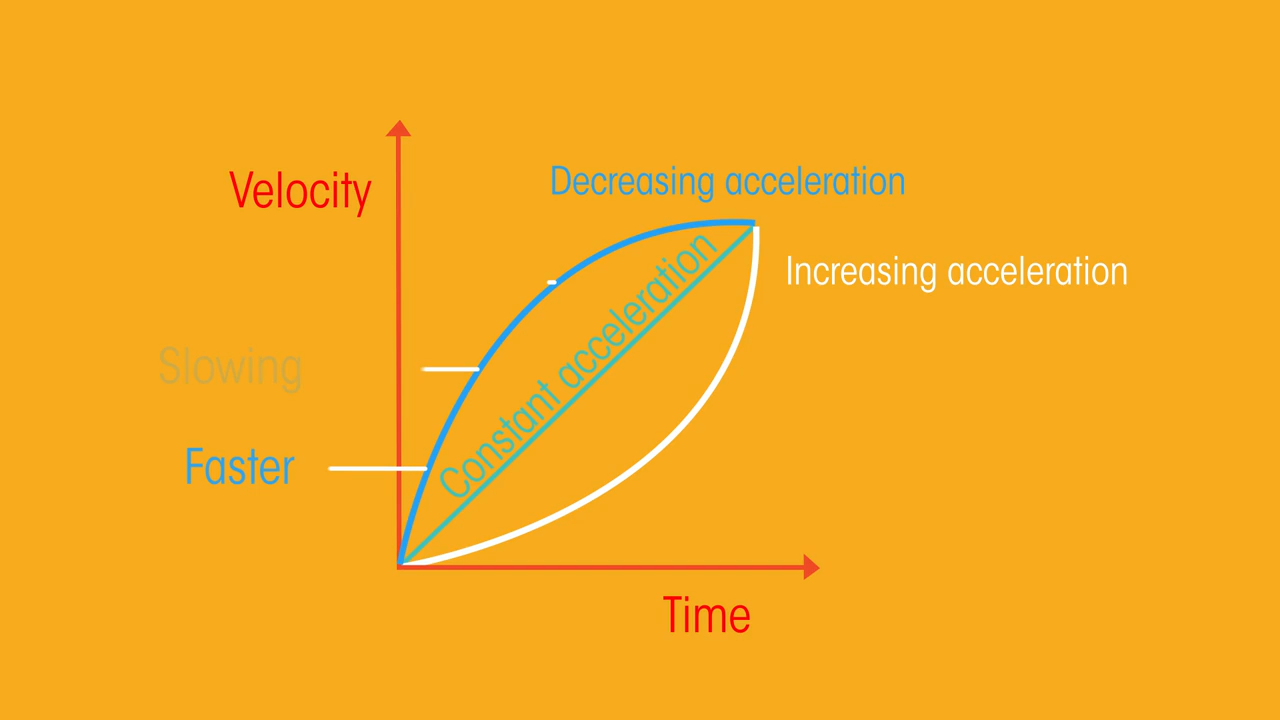 Velocity
Decreasing acceleration
Increasing acceleration
Constant acceleration
Slowing
Faster
Time